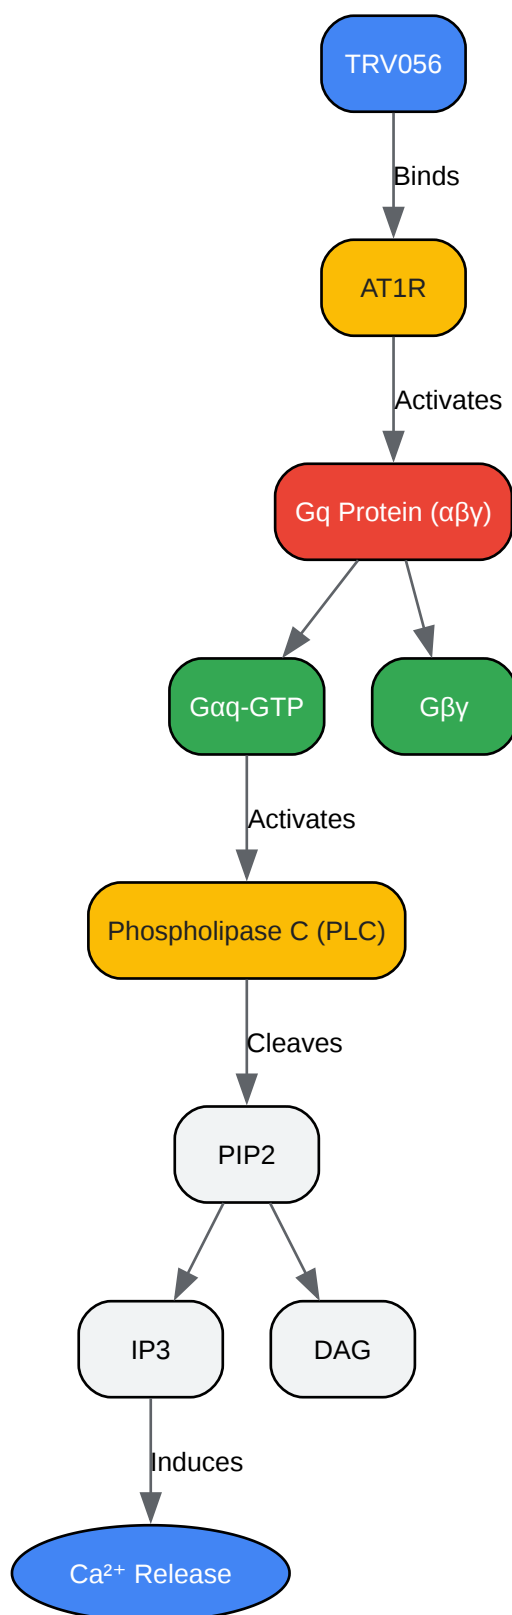 TRV056
Binds
AT1R
Activates
Gq Protein (αβγ)
Gαq-GTP
Gβγ
Activates
Phospholipase C (PLC)
Cleaves
PIP2
IP3
DAG
Induces
Ca²⁺ Release